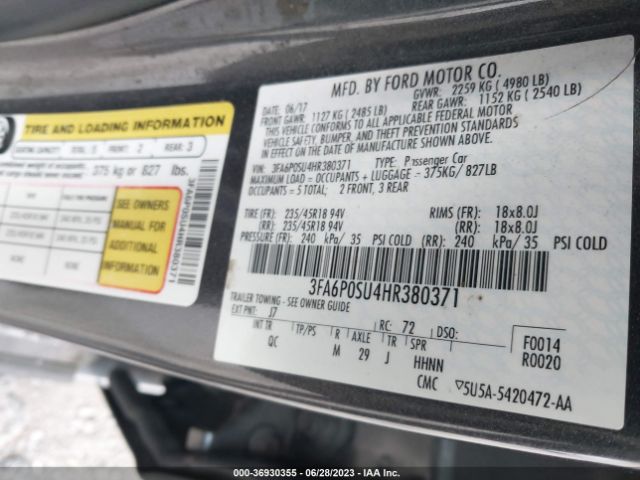 MFD. BY FORD MOTOR CO.
DATE: 06/17 GVWR: 2259 KG ( 4980 LB)
FRONT GAWR: 1127 KG ( 2485 LB) REAR GAWR: 1152 KG ( 2540 LB)
THIS VEHICLE CONFORMS TO ALL APPLICABLE FEDERAL MOTOR
VEHICLE SAFETY, BUMPER, AND THEFT PREVENTION STANDARDS
IN EFFECT ON THE DATE OF MANUFACTURE SHOWN ABOVE.
VIN: 3FA6P0SU4HR380371 TYPE: Passenger Car
MAXIMUM LOAD = OCCUPANTS + LUGGAGE = 375KG/ 827LB
OCCUPANTS = 5 TOTAL: 2 FRONT, 3 REAR
TIRE (FR): 235/45R18 94V RIMS (FR): 18x8.0J
(RR): 235/45R18 94V (RR): 18x8.0J
PRESSURE (FR): 240 kPa/ 35 PSI COLD (RR): 240 kPa/ 35 PSI COLD
3FA6P0SU4HR380371
TRAILER TOWING - SEE OWNER GUIDE
EXT PNT: J7 RC: 72 DSO: F0014
INT TR TP/PS R AXLE TR SPR R0020
QC M 29 J HHNN
CMC 5U5A-5420472-AA
TIRE AND LOADING INFORMATION
SEATING CAPACITY TOTAL 5 FRONT: 2 REAR: 3
weight of occupants 375 kg or 827 lbs.
SEE OWNERS
MANUAL FOR
ADDITIONAL
INFORMATION
3FA6P0SU4HR380371
000-36930355 - 06/28/2023 - IAA Inc.